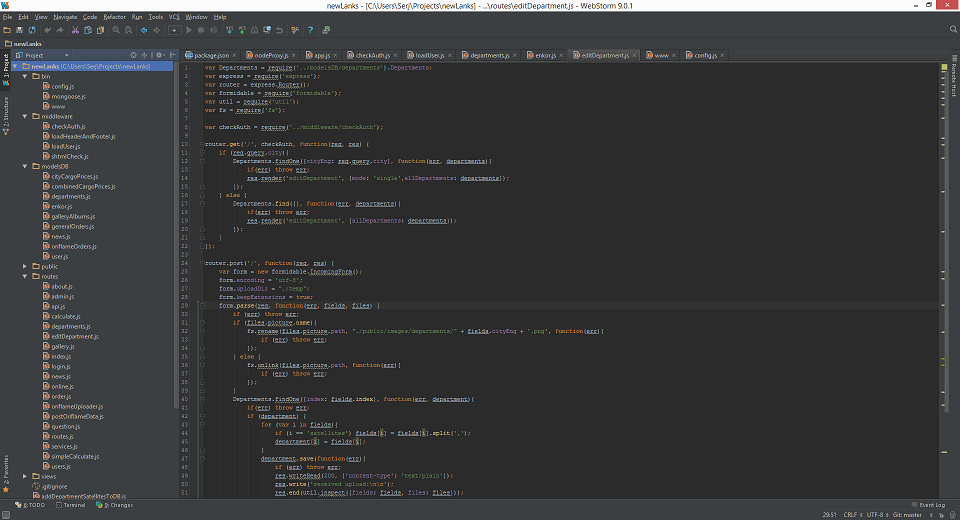 newLanks - [C:\Users\Serj\Projects\newLanks] - ...\routes\editDepartment.js - WebStorm 9.0.1
File Edit View Navigate Code Refactor Run Tools VCS Window Help
newLanks
Project
package.json nodeProxy.js app.js checkAuth.js loadUser.js departments.js enkor.js editDepartment.js www config.js
1: Project
2: Structure
2: Favorites
Remote Host
newLanks (C:\Users\Serj\Projects\newLanks)
bin
config.js
mongoose.js
www
middleware
checkAuth.js
loadHeaderAndFooter.js
loadUser.js
shtmlCheck.js
modelsDB
cityCargoPrices.js
combinedCargoPrices.js
departments.js
enkor.js
galleryAlbums.js
generalOrders.js
news.js
oriflameOrders.js
user.js
public
routes
about.js
admin.js
api.js
calculate.js
departments.js
editDepartment.js
gallery.js
index.js
login.js
news.js
online.js
order.js
oriflameUploader.js
postOriflameData.js
question.js
routes.js
services.js
simpleCalculate.js
users.js
views
.gitignore
addDepartmentSatellitesToDB.js
1 var Departments = require('../modelsDB/departments').Departments;
2 var express = require('express');
3 var router = express.Router();
4 var formidable = require('formidable');
5 var util = require('util');
6 var fs = require('fs');
7
8 var checkAuth = require('../middleware/checkAuth');
9
10 router.get('/', checkAuth, function(req, res) {
11 if (req.query.city){
12 Departments.findOne({cityEng: req.query.city}, function(err, departments){
13 if(err) throw err;
14 res.render('editDepartment', {mode: 'single',allDepartments: departments});
15 });
16 } else {
17 Departments.find({}, function(err, departments){
18 if(err) throw err;
19 res.render('editDepartment', {allDepartments: departments});
20 });
21 }
22 });
23
24 router.post('/', function(req, res) {
25 var form = new formidable.IncomingForm();
26 form.encoding = 'utf-8';
27 form.uploadDir = "./temp";
28 form.keepExtensions = true;
29 form.parse(req, function(err, fields, files) {
30 if (err) throw err;
31 if (files.picture.name){
32 fs.rename(files.picture.path, "./public/images/departments/" + fields.cityEng + '.png', function(err){
33 if (err) throw err;
34 });
35 } else {
36 fs.unlink(files.picture.path, function(err){
37 if (err) throw err;
38 });
39 }
40 Departments.findOne({index: fields.index}, function(err, department){
41 if(err) throw err;
42 if (department) {
43 for (var i in fields){
44 if (i == 'satellites') fields[i] = fields[i].split(',');
45 department[i] = fields[i];
46 }
47 department.save(function(err){
48 if (err) throw err;
49 res.writeHead(200, {'content-type': 'text/plain'});
50 res.write('received upload:\n\n');
51 res.end(util.inspect({fields: fields, files: files}));
6: TODO Terminal 9: Changes Event Log
29:51 CRLF UTF-8 Git: master